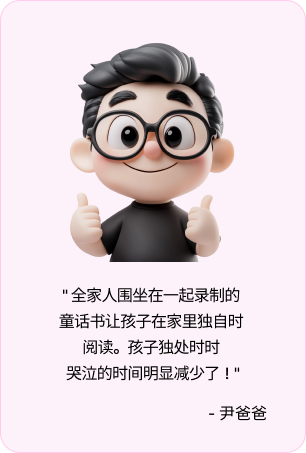 "全家人围坐在一起录制的
童话书让孩子在家里独自时
阅读。孩子独处时时
哭泣的时间明显减少了！"
- 尹爸爸